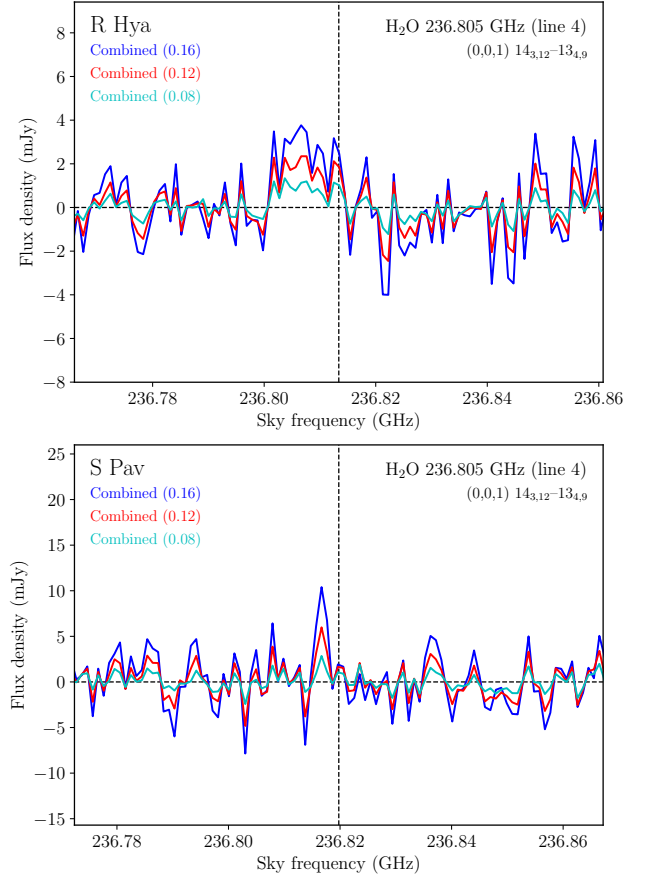 R Hya
H₂O 236.805 GHz (line 4)
Combined (0.16)
(0,0,1) 14₃,₁₂–13₄,₉
Combined (0.12)
Combined (0.08)
Flux density (mJy)
8
6
4
2
0
−2
−4
−6
−8
236.78
236.80
236.82
236.84
236.86
Sky frequency (GHz)
S Pav
H₂O 236.805 GHz (line 4)
Combined (0.16)
(0,0,1) 14₃,₁₂–13₄,₉
Combined (0.12)
Combined (0.08)
Flux density (mJy)
25
20
15
10
5
0
−5
−10
−15
236.78
236.80
236.82
236.84
236.86
Sky frequency (GHz)